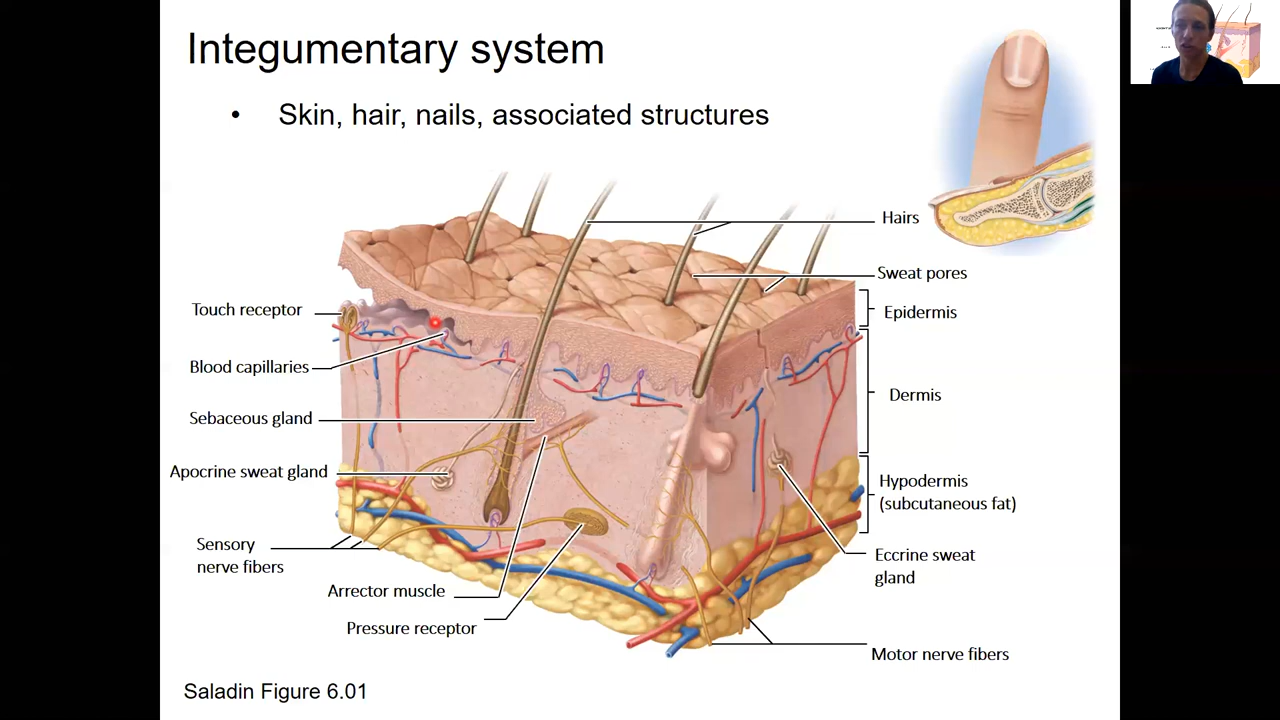 Integumentary system
• Skin, hair, nails, associated structures
Hairs
Sweat pores
Epidermis
Dermis
Hypodermis
(subcutaneous fat)
Eccrine sweat
gland
Motor nerve fibers
Touch receptor
Blood capillaries
Sebaceous gland
Apocrine sweat gland
Sensory
nerve fibers
Arrector muscle
Pressure receptor
Saladin Figure 6.01